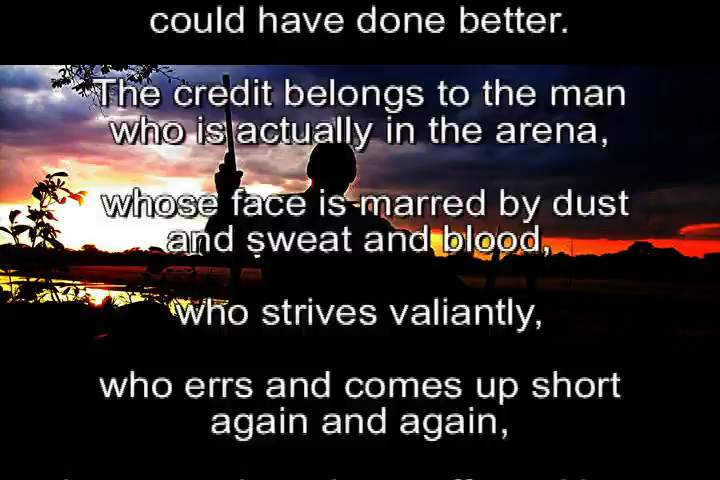 could have done better.
The credit belongs to the man
who is actually in the arena,
whose face is marred by dust
and sweat and blood,
who strives valiantly,
who errs and comes up short
again and again,